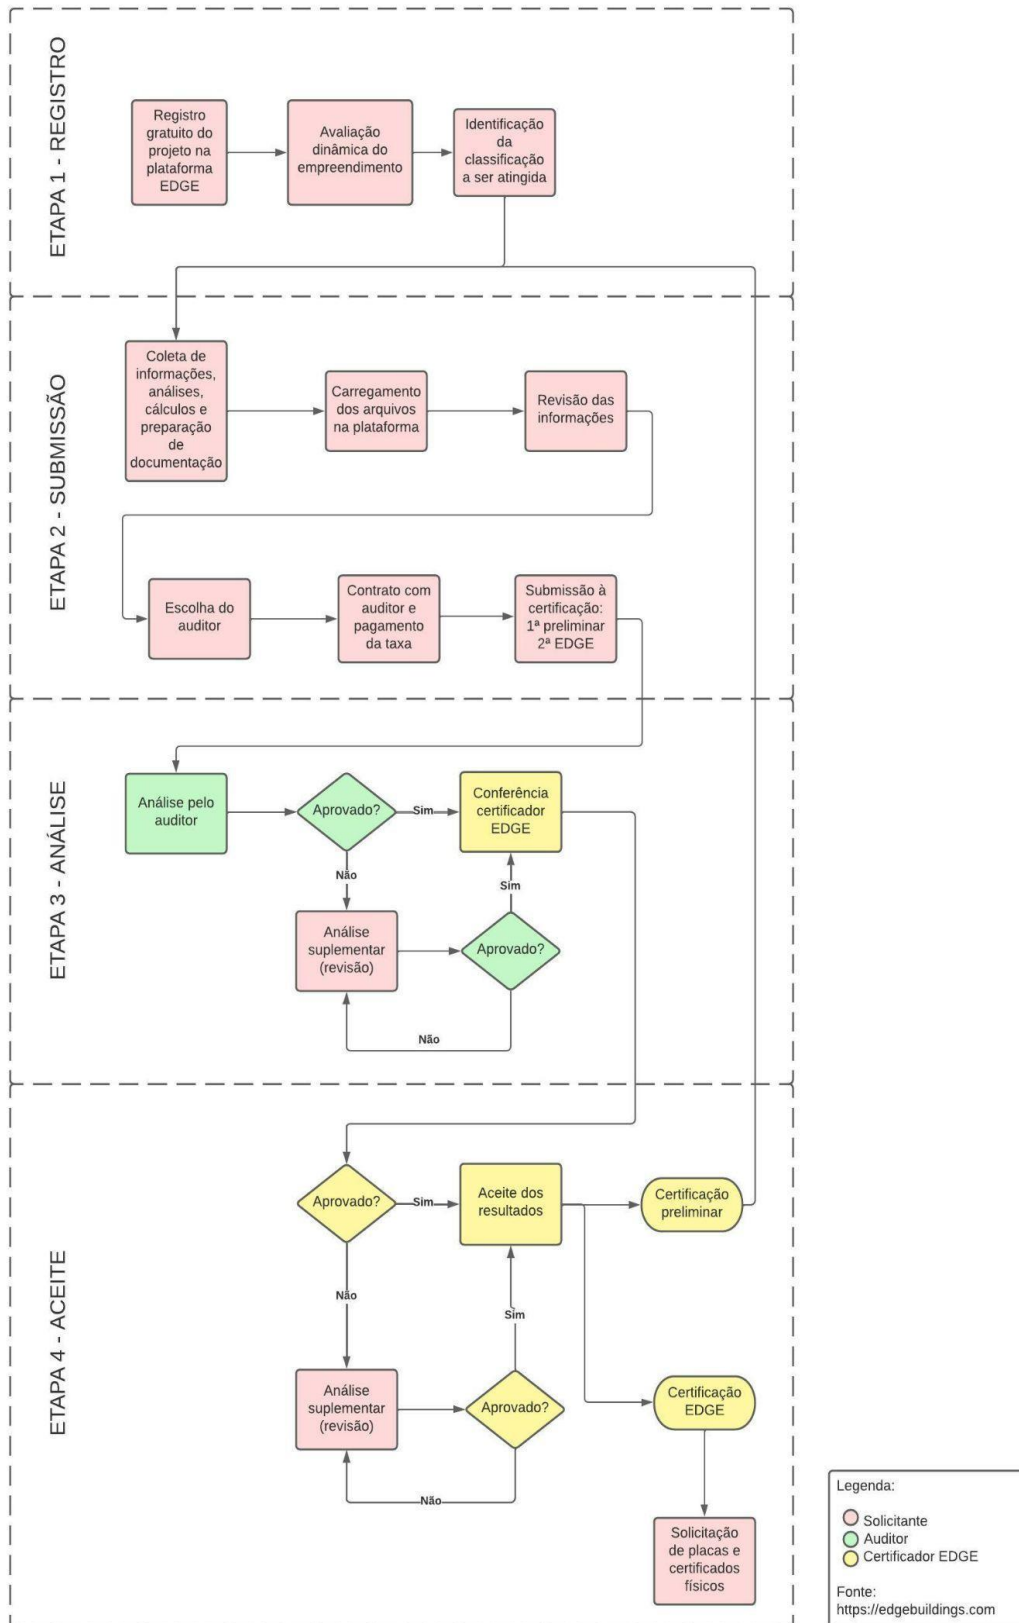 ETAPA 1 - REGISTRO
Registro
gratuito do
projeto na
plataforma
EDGE
Avaliação
dinâmica do
empreendimento
Identificação
da
classificação
a ser atingida
ETAPA 2 - SUBMISSÃO
Coleta de
informações,
análises,
cálculos e
preparação
de
documentação
Carregamento
dos arquivos
na plataforma
Revisão das
informações
Escolha do
auditor
Contrato com
auditor e
pagamento
da taxa
Submissão à
certificação:
1ª preliminar
2ª EDGE
ETAPA 3 - ANÁLISE
Análise pelo
auditor
Aprovado?
Sim
Conferência
certificador
EDGE
Não
Sim
Análise
suplementar
(revisão)
Aprovado?
Não
ETAPA 4 - ACEITE
Aprovado?
Sim
Aceite dos
resultados
Certificação
preliminar
Não
Sim
Análise
suplementar
(revisão)
Aprovado?
Certificação
EDGE
Não
Solicitação
de placas e
certificados
físicos
Legenda:
Solicitante
Auditor
Certificador EDGE
Fonte:
https://edgebuildings.com